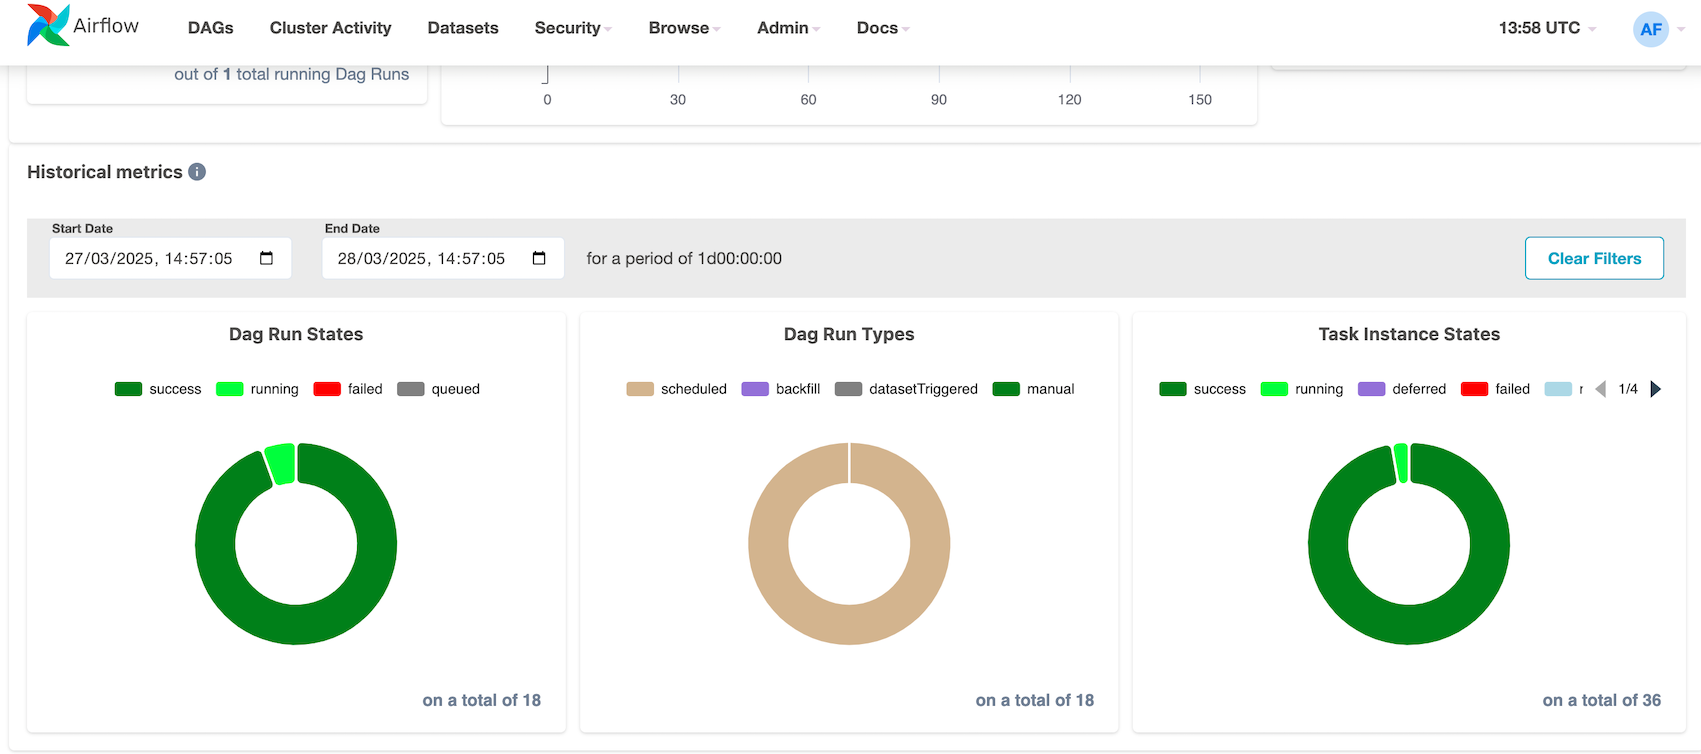 Airflow DAGs Cluster Activity Datasets Security Browse Admin Docs 13:58 UTC AF
out of 1 total running Dag Runs
0 30 60 90 120 150
Historical metrics i
Start Date End Date
27/03/2025, 14:57:05 28/03/2025, 14:57:05 for a period of 1d00:00:00 Clear Filters
Dag Run States
success running failed queued
on a total of 18
Dag Run Types
scheduled backfill datasetTriggered manual
on a total of 18
Task Instance States
success running deferred failed 1/4
on a total of 36